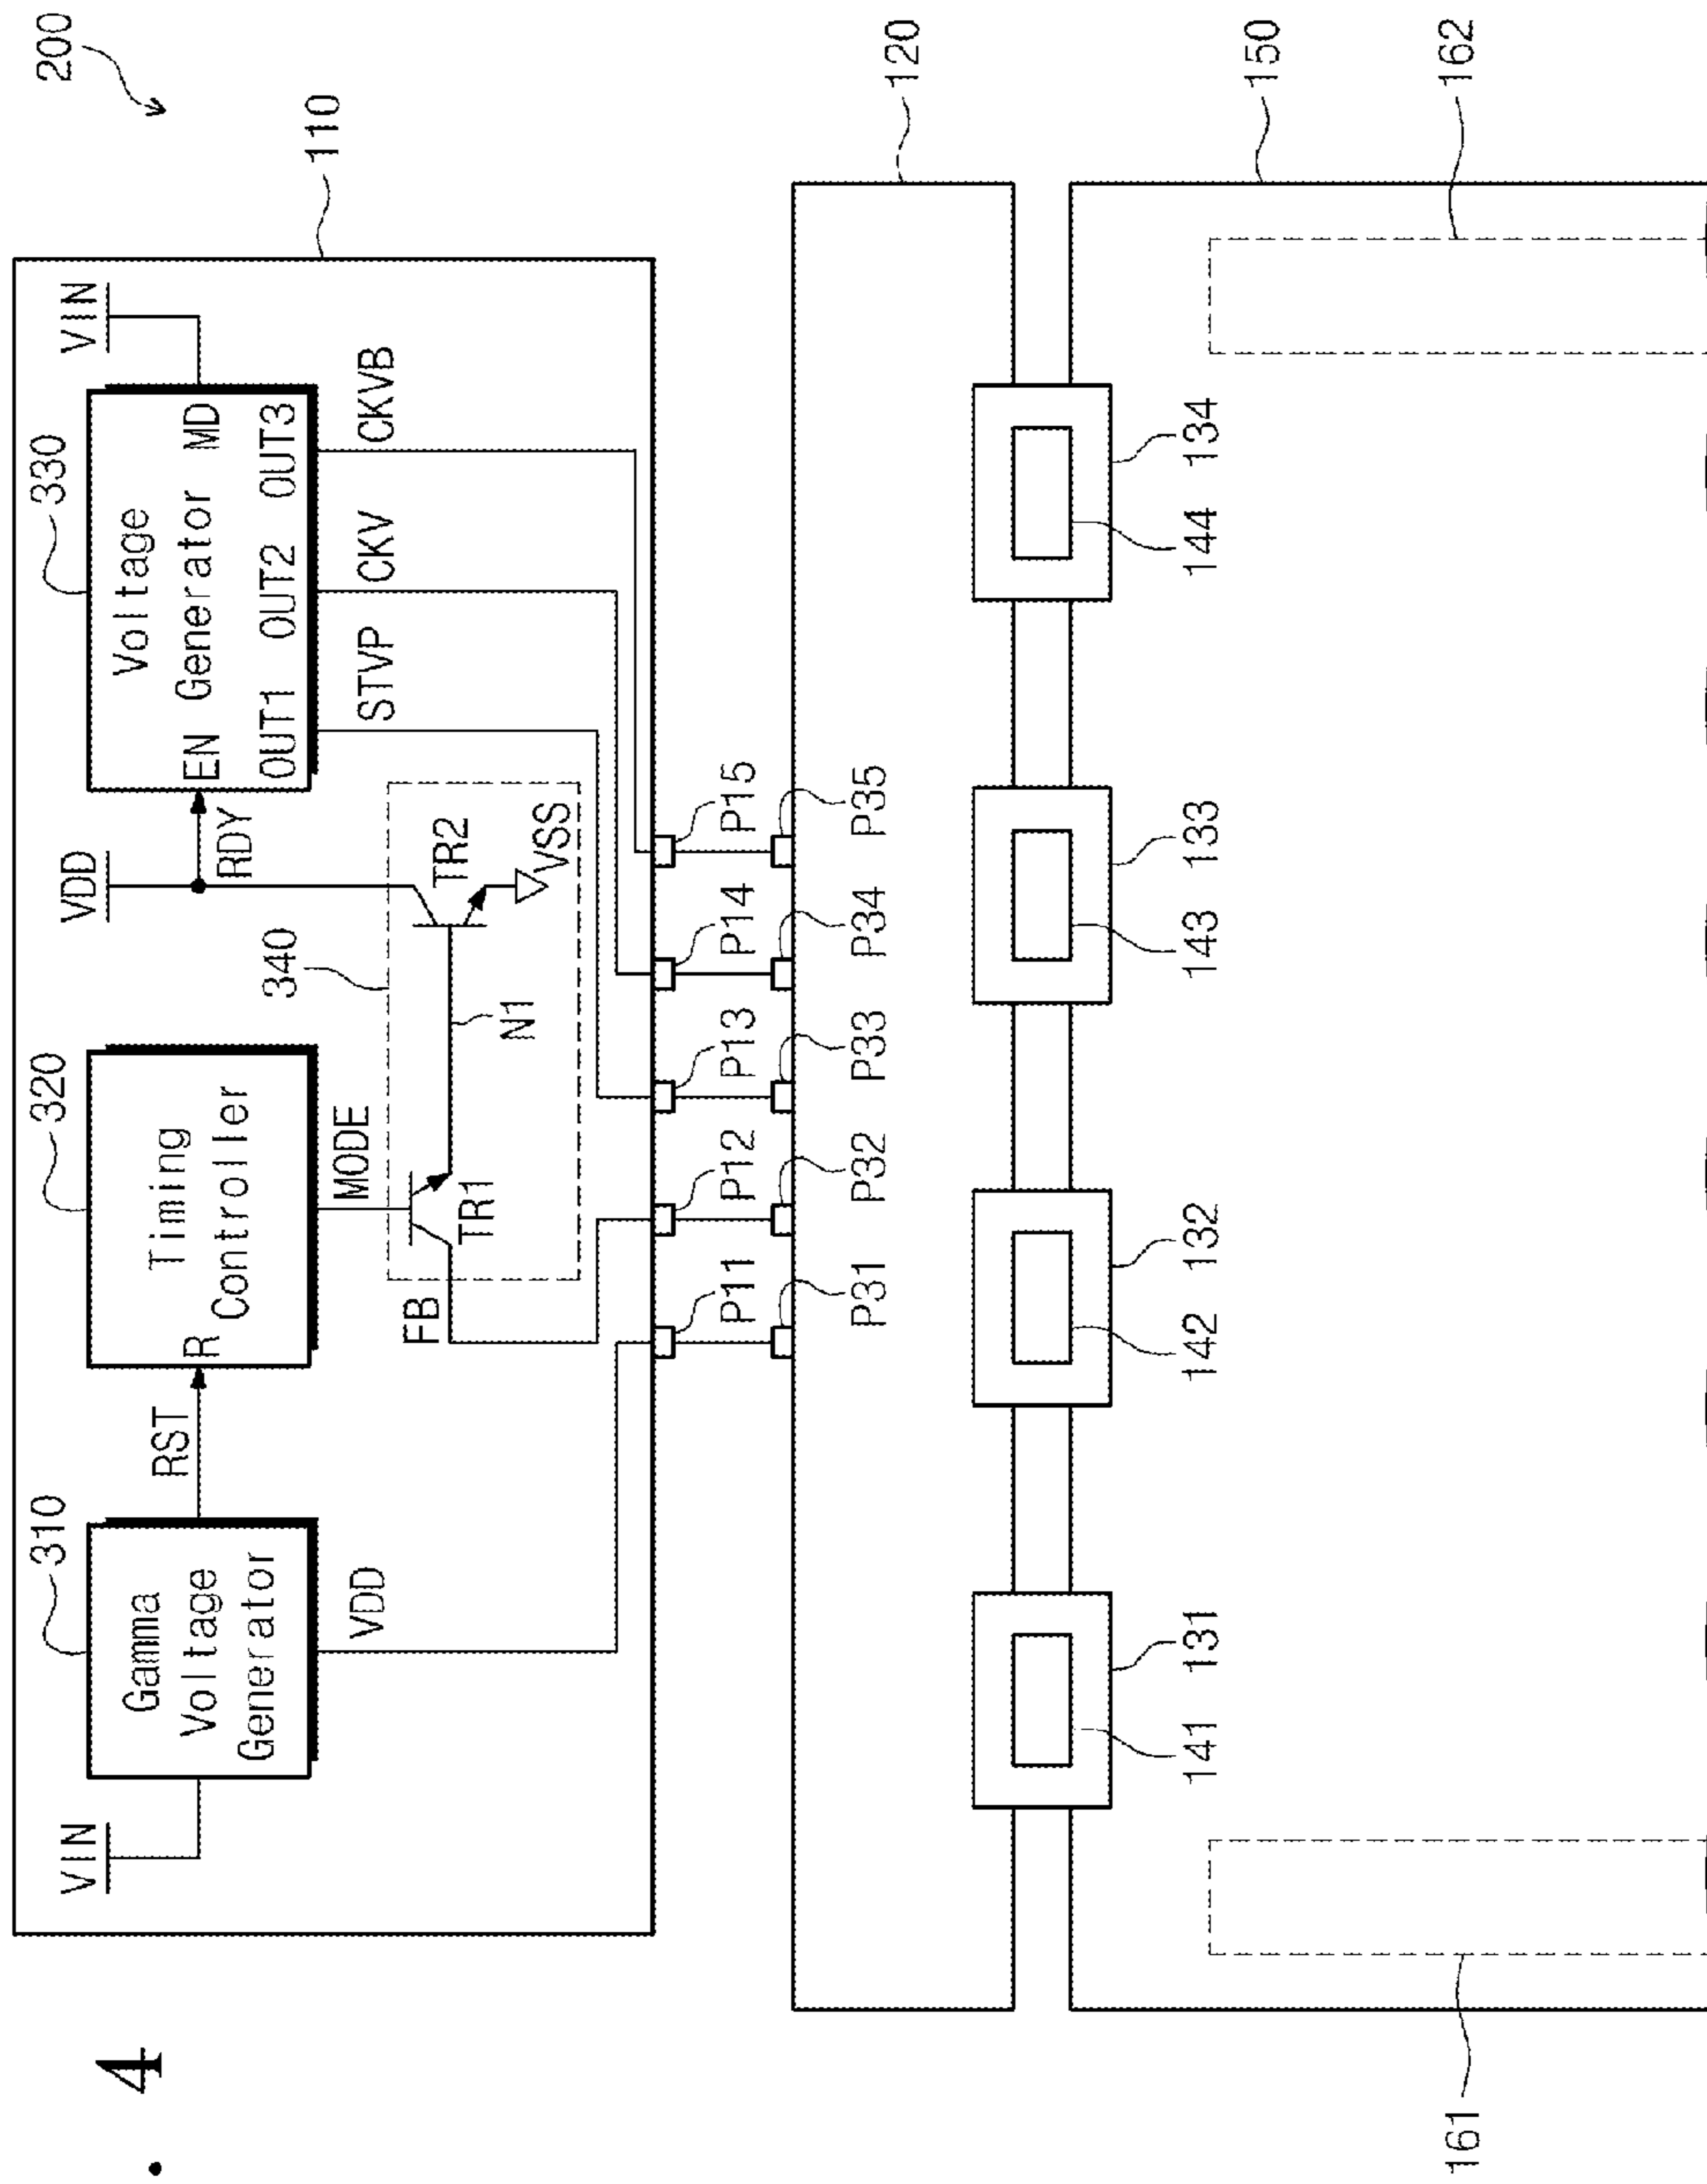 . 4
200
110
310
320
330
VIN
VDD
VIN
Gamma
Voltage
Generator
RST
R
Timing
Controller
RDY
Voltage
EN Generator MD
OUT1 OUT2 OUT3
340
VDD
MODE
STVP
CKV
CKVB
FB
TR1
N1
TR2
VSS
P11
P12
P13
P14
P15
P31
P32
P33
P34
P35
120
141
131
142
132
143
133
144
134
150
161
162